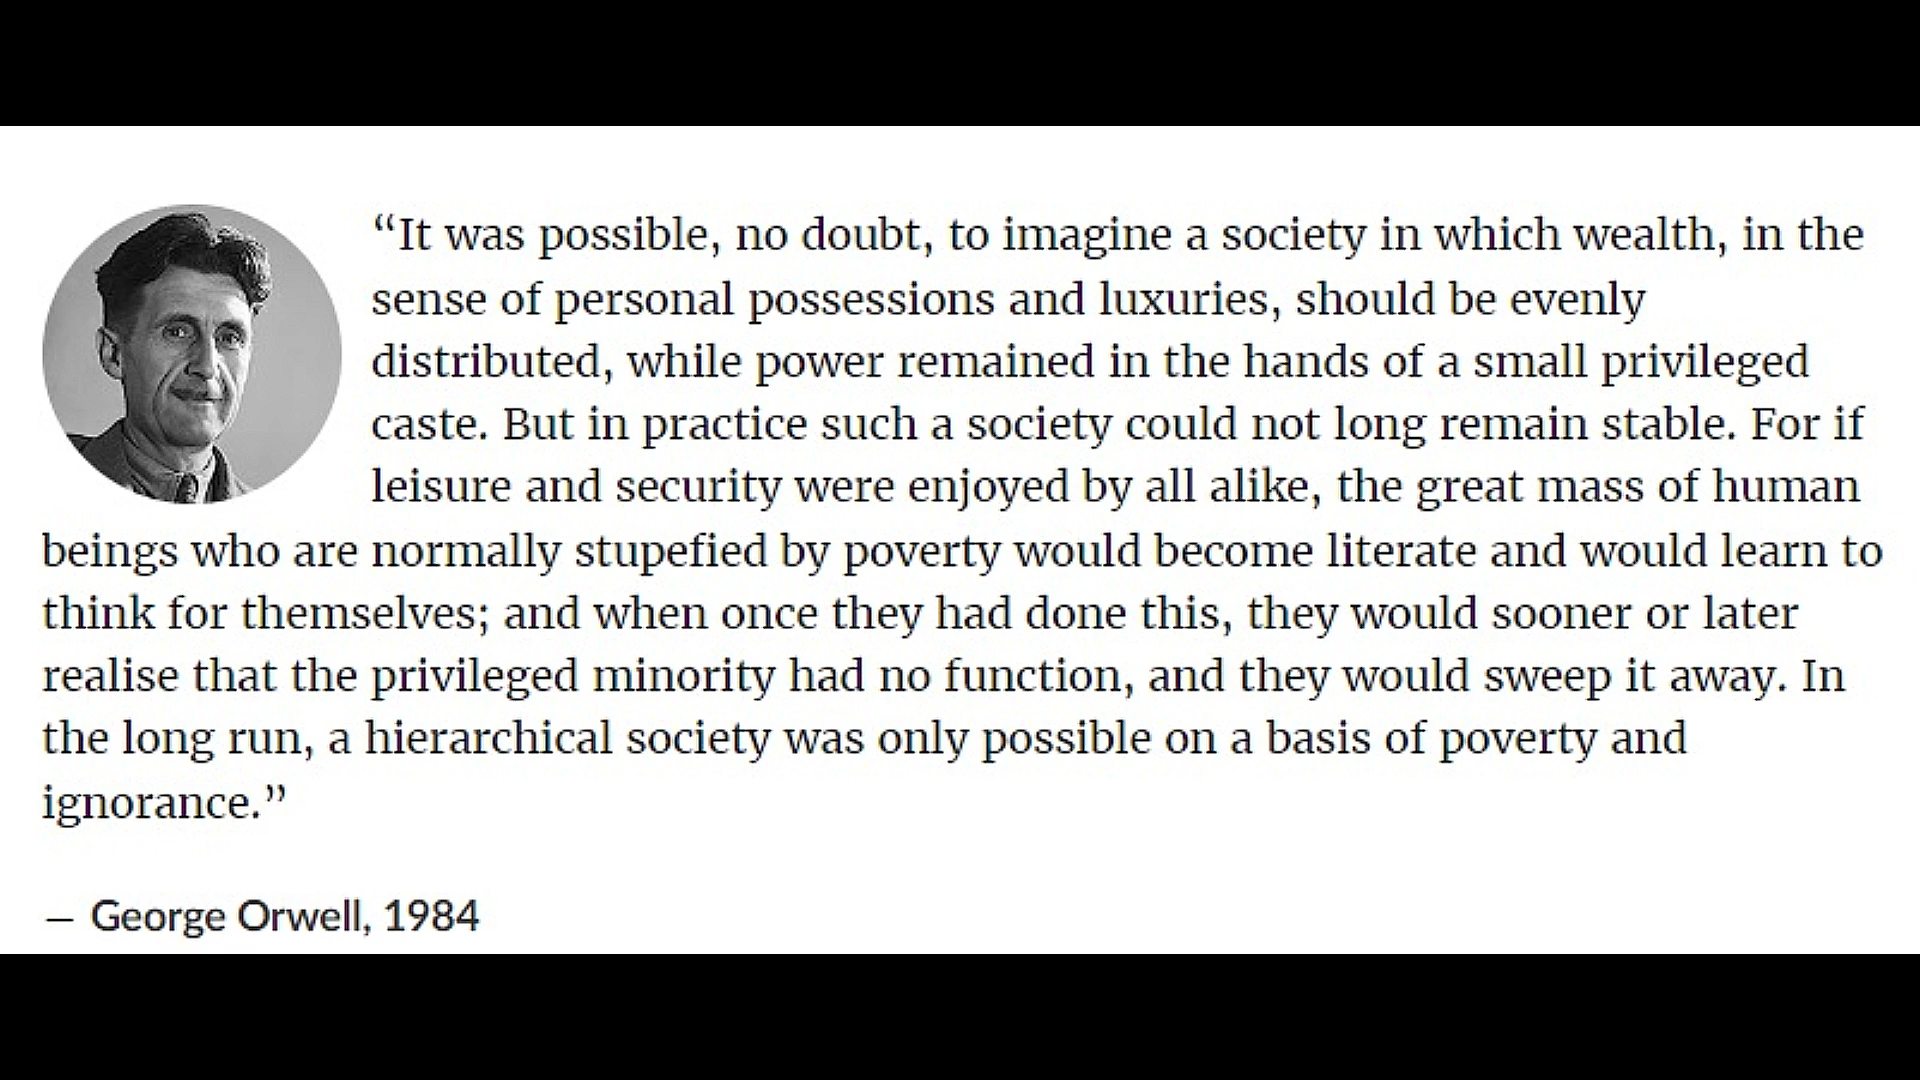 “It was possible, no doubt, to imagine a society in which wealth, in the
sense of personal possessions and luxuries, should be evenly
distributed, while power remained in the hands of a small privileged
caste. But in practice such a society could not long remain stable. For if
leisure and security were enjoyed by all alike, the great mass of human
beings who are normally stupefied by poverty would become literate and would learn to
think for themselves; and when once they had done this, they would sooner or later
realise that the privileged minority had no function, and they would sweep it away. In
the long run, a hierarchical society was only possible on a basis of poverty and
ignorance.”
— George Orwell, 1984